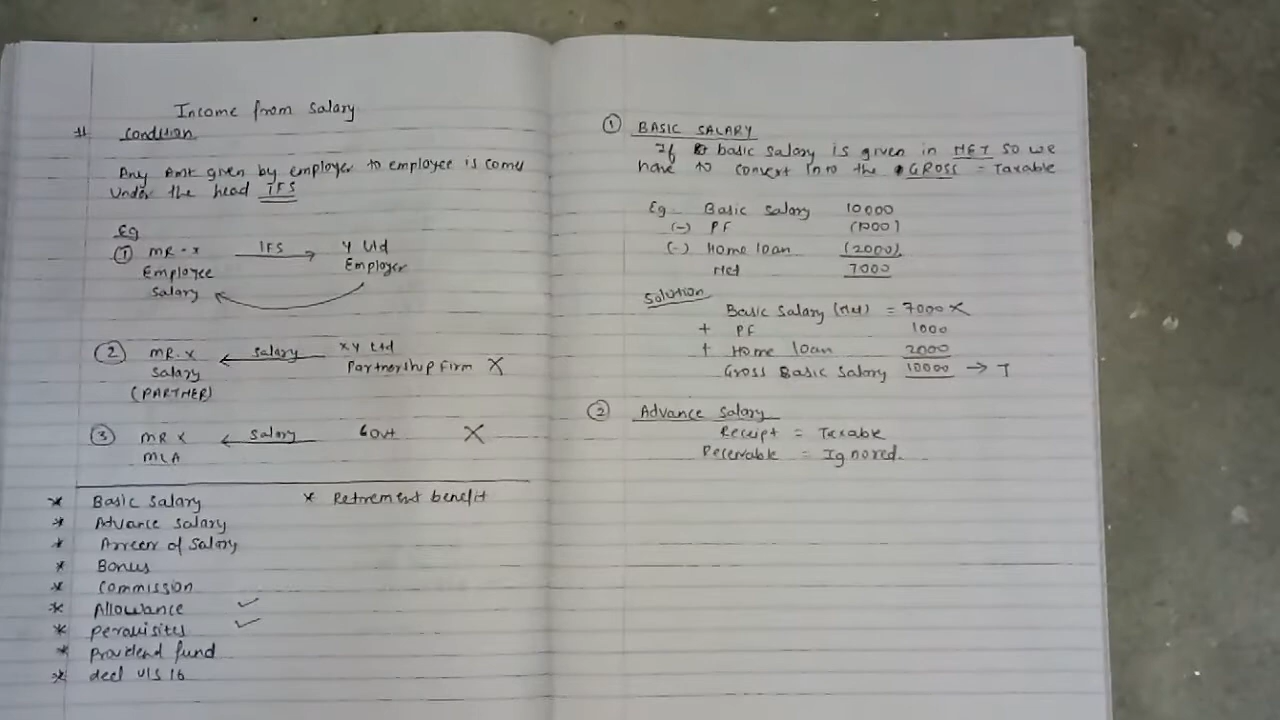 Income from Salary
# Condition
Any Amt given by employer to employee is comes
Under the head IFS
Eg
① MR - X IFS Y Ltd
Employee Employer
Salary
② MR. X Salary XY Ltd
Salary Partnership Firm X
(PARTNER)
③ MR X Salary Govt X
MLA
* Basic Salary * Retirement benefit
* Advance Salary
* Arrear of Salary
* Bonus
* Commission
* Allowance ✓
* perquisites ✓
* Provident fund
* ded U/S 16
① BASIC SALARY
If basic salary is given in NET so we
have to convert into the GROSS = Taxable
Eg. Basic salary 10000
(-) PF (1000)
(-) Home loan (2000)
Net 7000
Solution
Basic Salary (Net) = 7000 X
+ PF 1000
+ Home loan 2000
Gross Basic Salary 10000 → T
② Advance Salary
Receipt = Taxable
Receivable = Ignored.